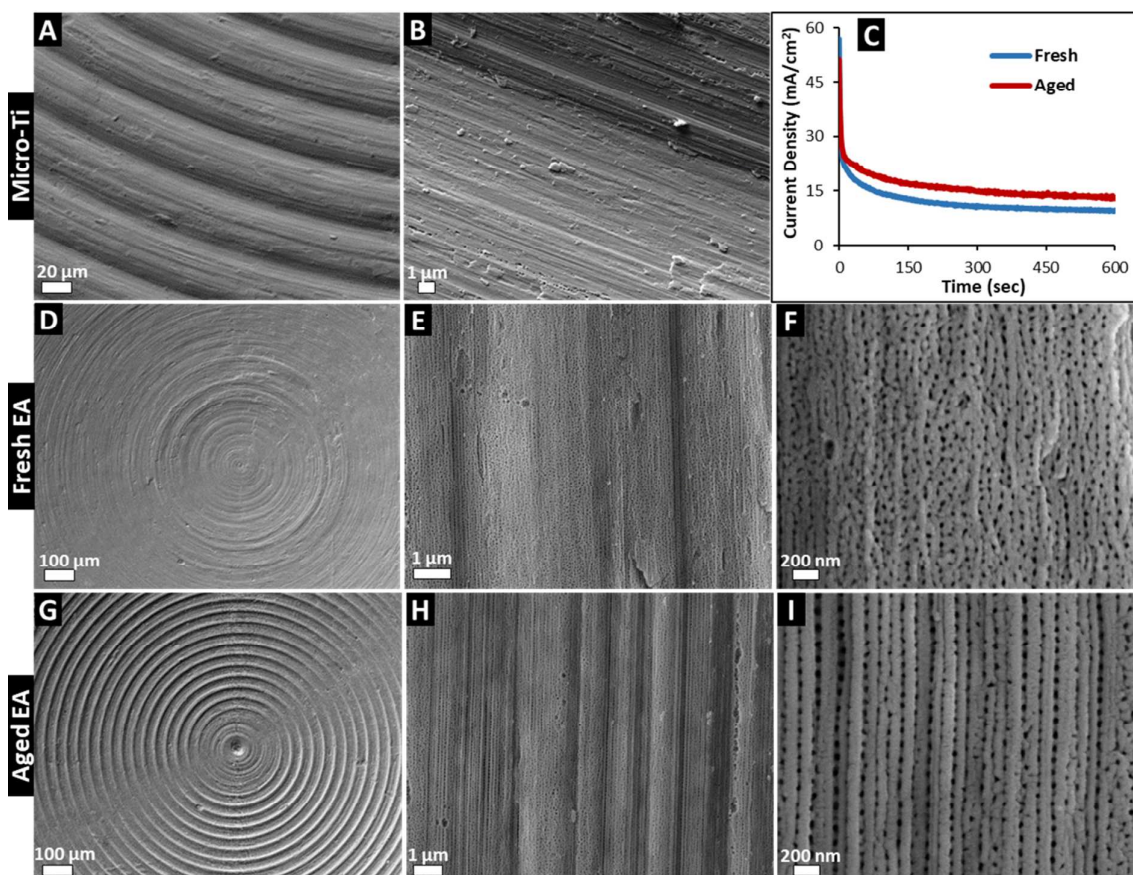 Micro-Ti
A
20 µm
B
1 µm
C
Current Density (mA/cm²)
60
45
30
15
0
Fresh
Aged
0 150 300 450 600
Time (sec)
Fresh EA
D
100 µm
E
1 µm
F
200 nm
Aged EA
G
100 µm
H
1 µm
I
200 nm